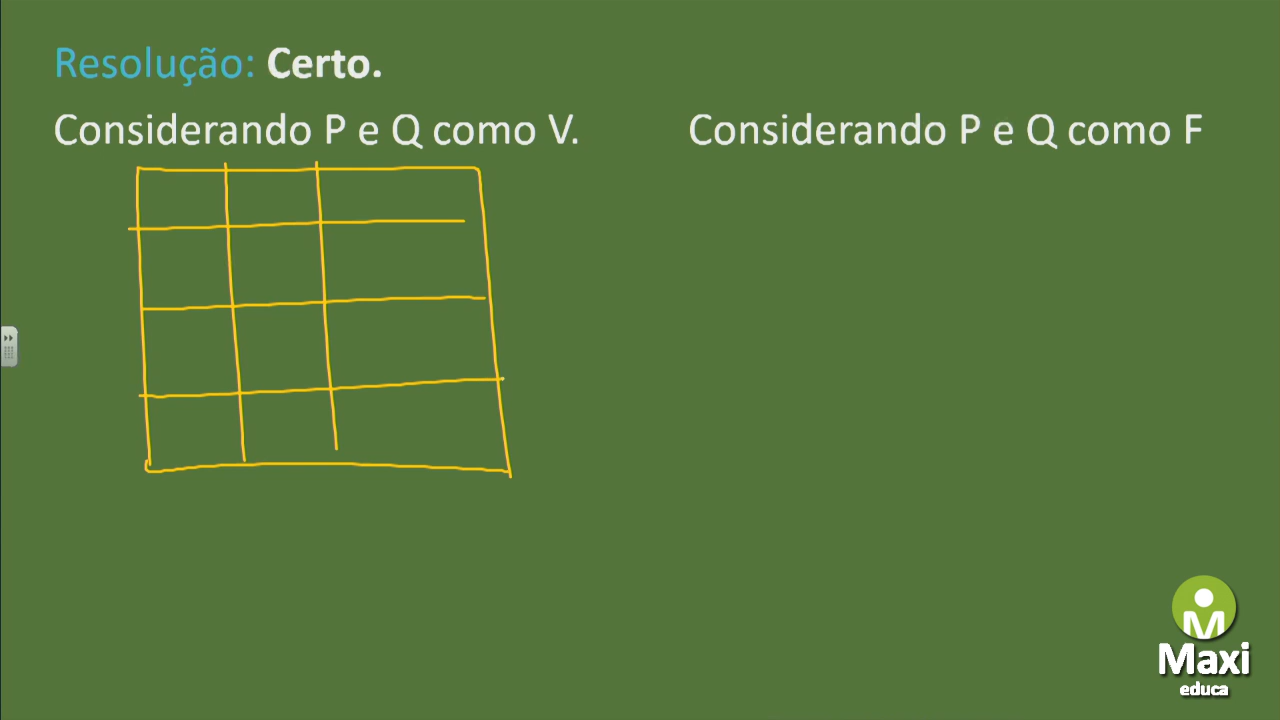 Resolução: Certo.
Considerando P e Q como V.
Considerando P e Q como F
Maxi
educa